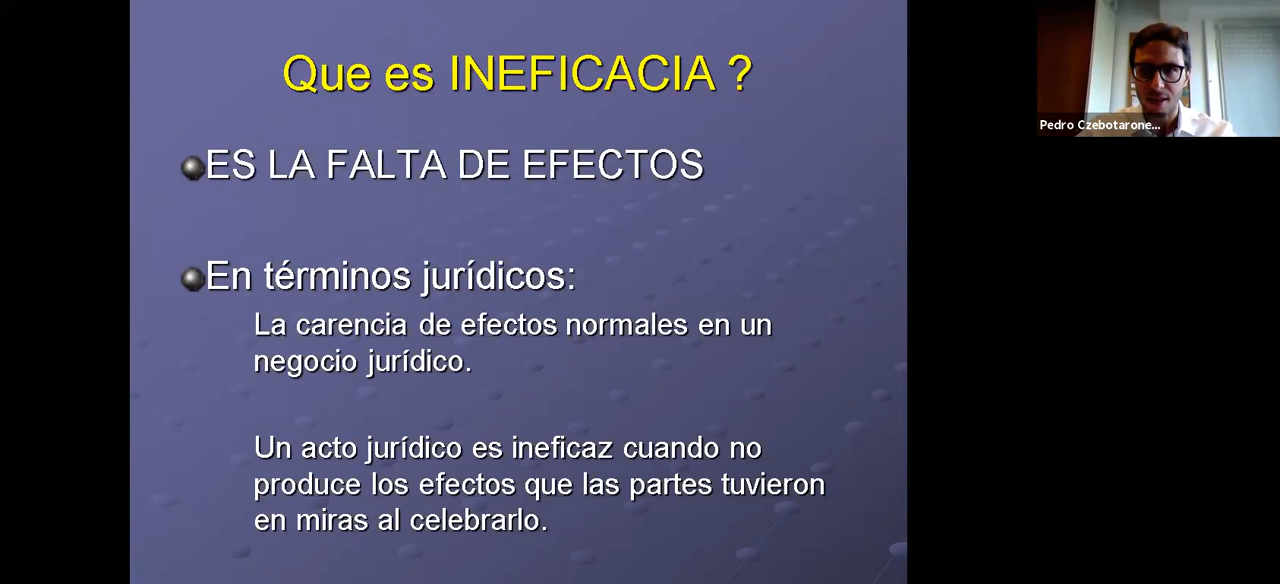 Que es INEFICACIA ?
ES LA FALTA DE EFECTOS
En términos jurídicos:
La carencia de efectos normales en un
negocio jurídico.
Un acto jurídico es ineficaz cuando no
produce los efectos que las partes tuvieron
en miras al celebrarlo.
Pedro Czebotarone...